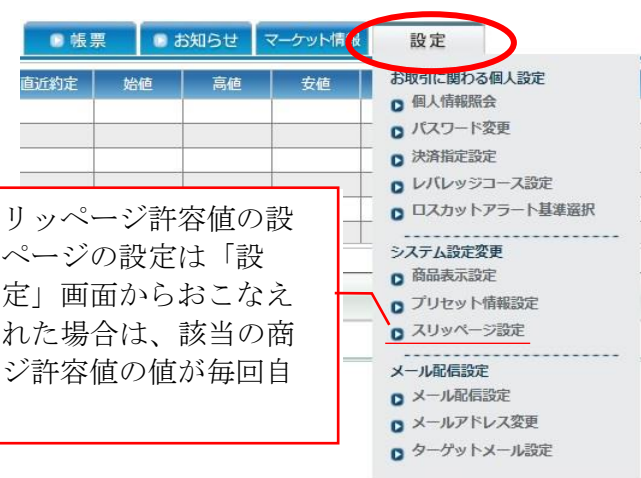 帳票 お知らせ マーケット情報 設定
直近約定 始値 高値 安値
お取引に関わる個人設定
個人情報照会
パスワード変更
決済指定設定
レバレッジコース設定
ロスカットアラート基準選択
システム設定変更
商品表示設定
プリセット情報設定
スリッページ設定
メール配信設定
メール配信設定
メールアドレス変更
ターゲットメール設定
リッページ許容値の設
ページの設定は「設
定」画面からおこなえ
れた場合は、該当の商
ジ許容値の値が毎回自